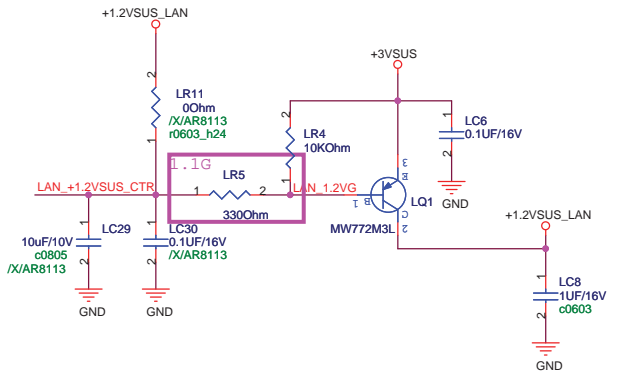 +1.2VSUS_LAN
+3VSUS
2
LR11
0Ohm
/X/AR8113
r0603_h24
1
2
LR4
10KOhm
1
1
LC6
0.1UF/16V
2
GND
1.1G
LR5
1
2
330Ohm
LAN_+1.2VSUS_CTR
LAN_1.2VG
3
E
1
B
C
2
LQ1
MW772M3L
+1.2VSUS_LAN
1
LC29
10uF/10V
c0805
/X/AR8113
2
GND
1
LC30
0.1UF/16V
/X/AR8113
2
GND
1
LC8
1UF/16V
c0603
2
GND